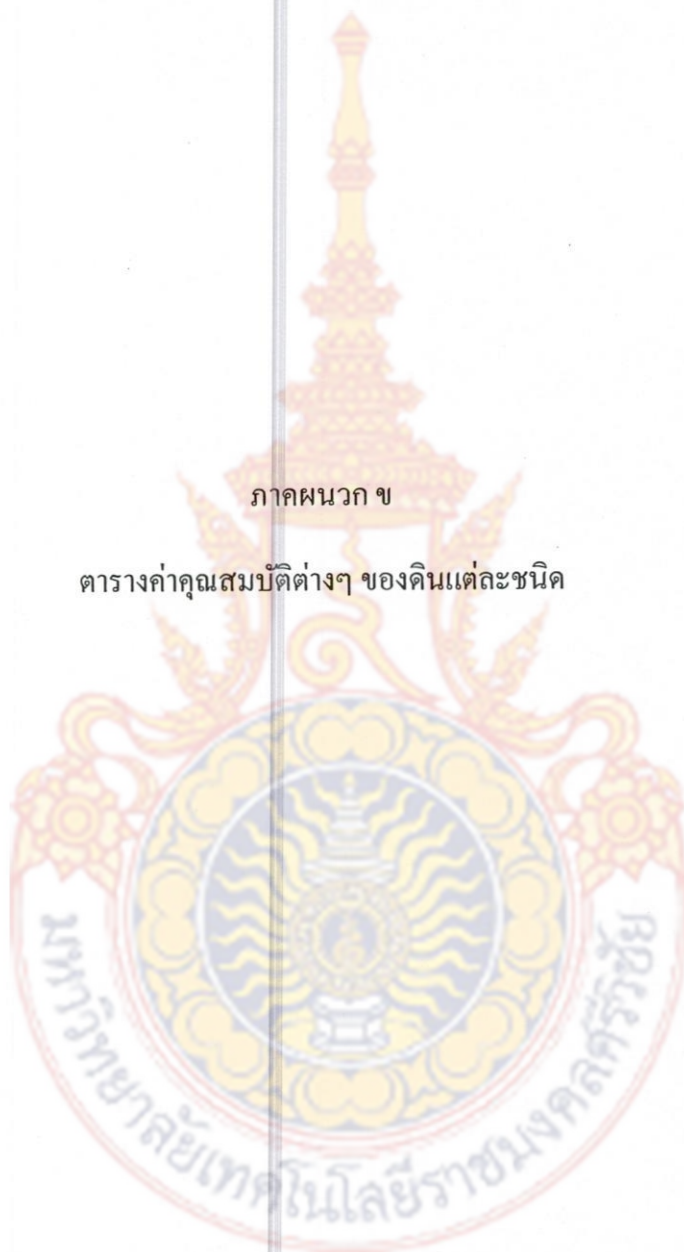 ภาคผนวก ข
ตารางค่าคุณสมบัติต่างๆ ของดินแต่ละชนิด
มหาวิทยาลัยเทคโนโลยีราชมงคลศรีวิชัย